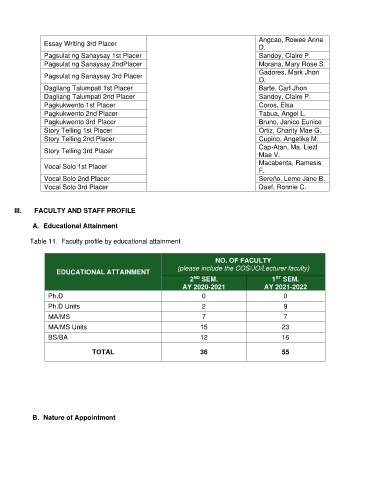 Essay Writing 3rd Placer Angcao, Rowee Anne
D.
Pagsulat ng Sanaysay 1st Placer Sandoy, Claire P.
Pagsulat ng Sanaysay 2ndPlacer Morana, Mary Rose S.
Pagsulat ng Sanaysay 3rd Placer Gadores, Mark Jhon
O.
Dagliang Talumpati 1st Placer Barte, Carl Jhon
Dagliang Talumpati 2nd Placer Sandoy, Claire P.
Pagkukwento 1st Placer Coros, Elsa
Pagkukwento 2nd Placer Tabua, Angel L.
Pagkukwento 3rd Placer Bruno, Janice Eunice
Story Telling 1st Placer Ortiz, Charity Mae G.
Story Telling 2nd Placer Cupino, Angelika M.
Story Telling 3rd Placer Cap-Atan, Ms. Liezl
Mae V.
Vocal Solo 1st Placer Macabenta, Ramesis
F.
Vocal Solo 2nd Placer Sereño, Leme Jane B.
Vocal Solo 3rd Placer Daef, Ronnie C.
III. FACULTY AND STAFF PROFILE
A. Educational Attainment
Table 11. Faculty profile by educational attainment
EDUCATIONAL ATTAINMENT NO. OF FACULTY
(please include the COS/JO/Lecturer faculty)
2ND SEM. 1ST SEM.
AY 2020-2021 AY 2021-2022
Ph.D 0 0
Ph.D Units 2 9
MA/MS 7 7
MA/MS Units 15 23
BS/BA 12 16
TOTAL 36 55
B. Nature of Appointment